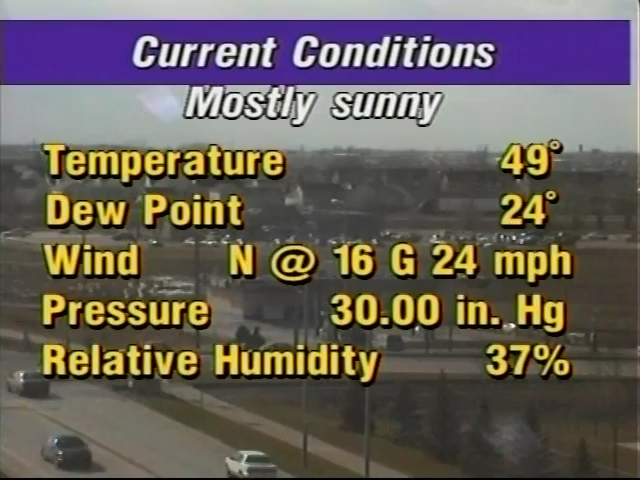 Current Conditions
Mostly sunny
Temperature 49°
Dew Point 24°
Wind N @ 16 G 24 mph
Pressure 30.00 in. Hg
Relative Humidity 37%